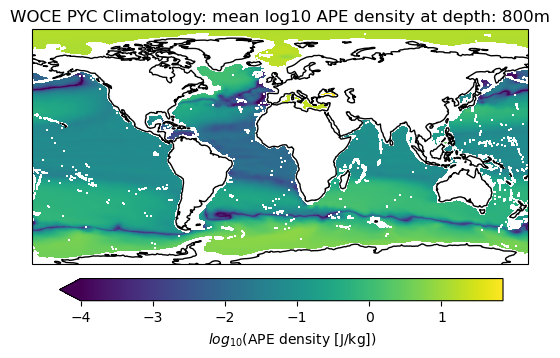 WOCE PYC Climatology: mean log10 APE density at depth: 800m
−4 −3 −2 −1 0 1
log10(APE density [J/kg])